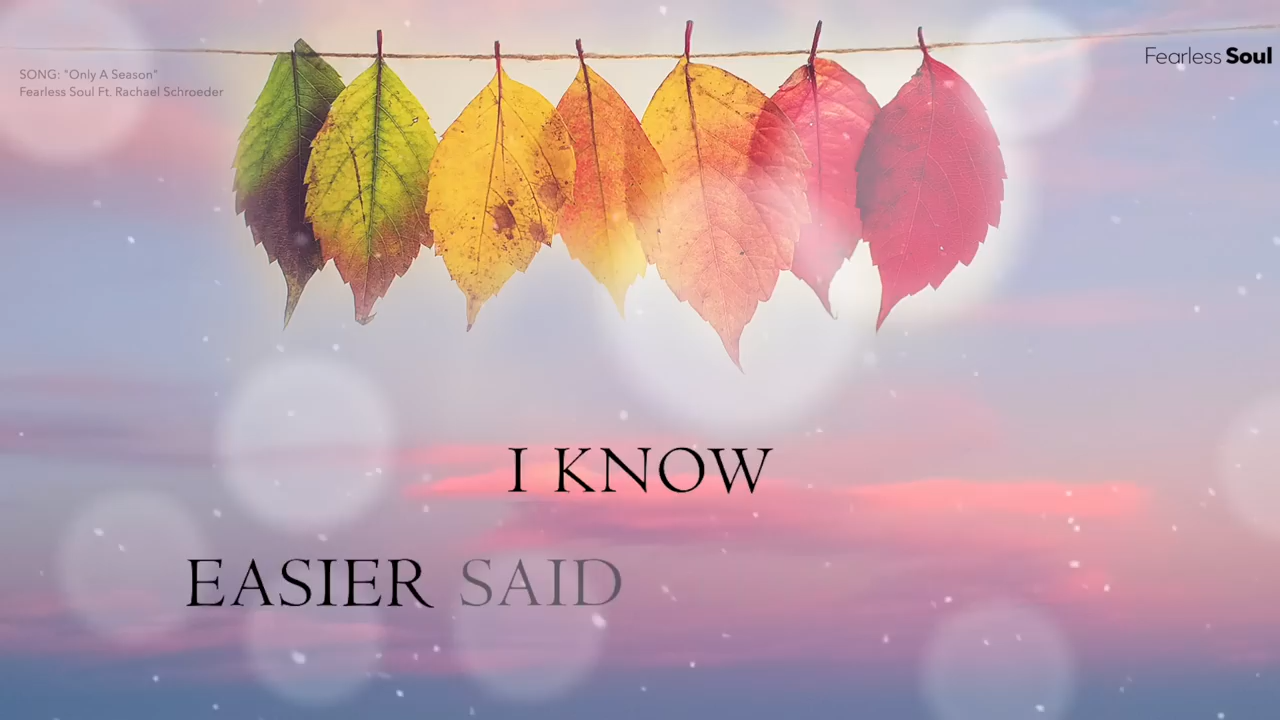 SONG: "Only A Season"
Fearless Soul Ft. Rachael Schroeder
Fearless Soul
I KNOW
EASIER SAID